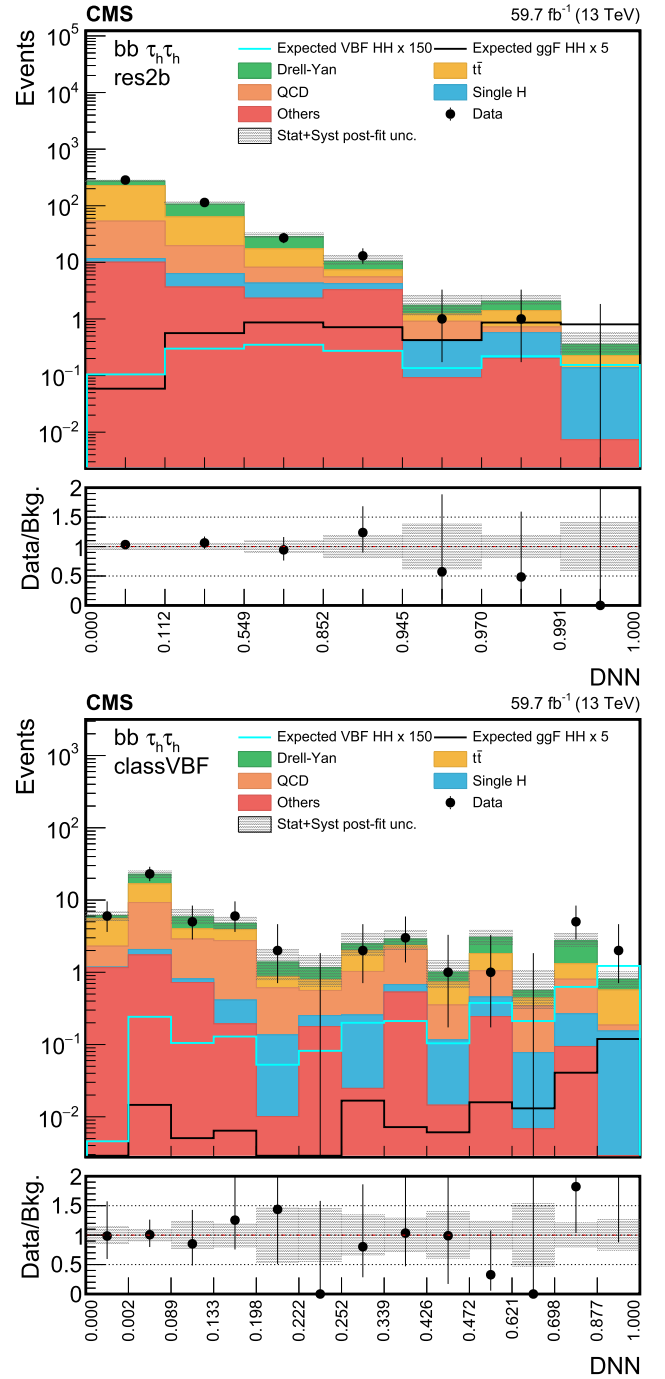 CMS 59.7 fb⁻¹ (13 TeV)
Events
10⁵
10⁴
10³
10²
10
1
10⁻¹
10⁻²
bb τₕτₕ
res2b
Expected VBF HH x 150 Expected ggF HH x 5
Drell-Yan tt̄
QCD Single H
Others Data
Stat+Syst post-fit unc.
Data/Bkg.
2
1.5
1
0.5
0
0.000 0.112 0.549 0.852 0.945 0.970 0.991 1.000
DNN
CMS 59.7 fb⁻¹ (13 TeV)
Events
10³
10²
10
1
10⁻¹
10⁻²
bb τₕτₕ
classVBF
Expected VBF HH x 150 Expected ggF HH x 5
Drell-Yan tt̄
QCD Single H
Others Data
Stat+Syst post-fit unc.
Data/Bkg.
2
1.5
1
0.5
0
0.000 0.002 0.089 0.133 0.198 0.222 0.252 0.339 0.426 0.472 0.621 0.698 0.877 1.000
DNN